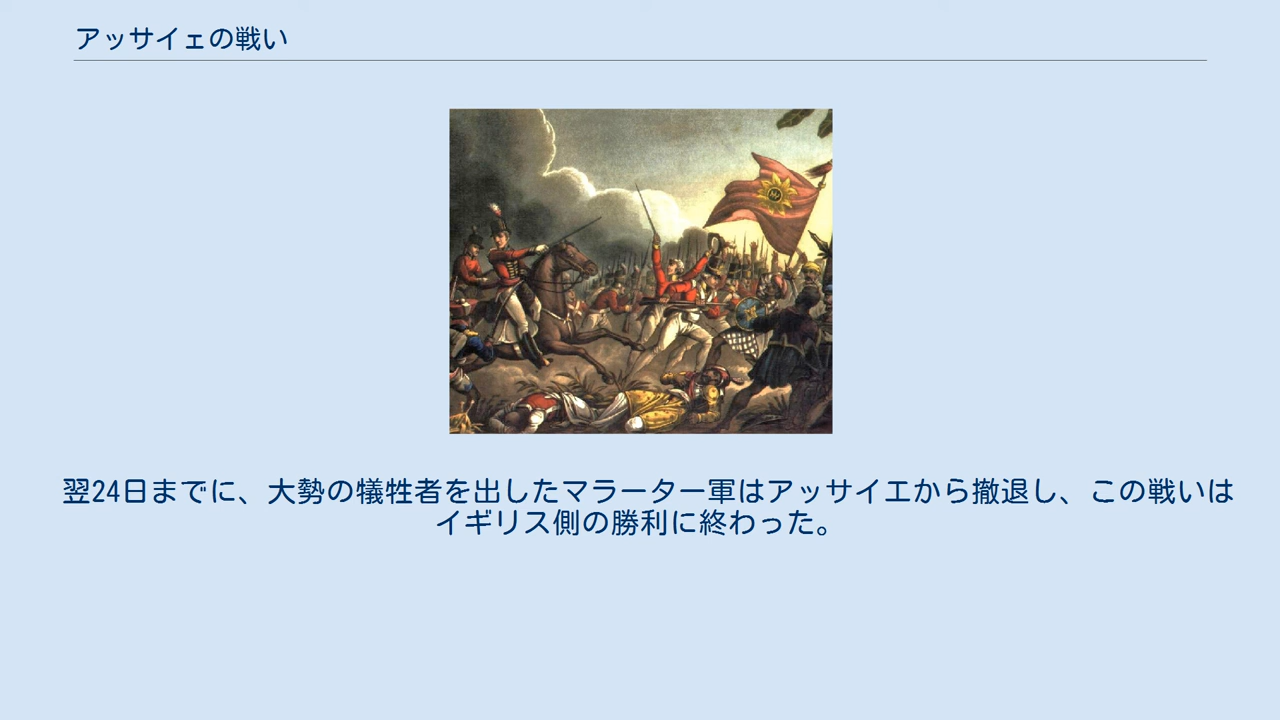 アッサイェの戦い
翌24日までに、大勢の犠牲者を出したマラーター軍はアッサイエから撤退し、この戦いは
イギリス側の勝利に終わった。